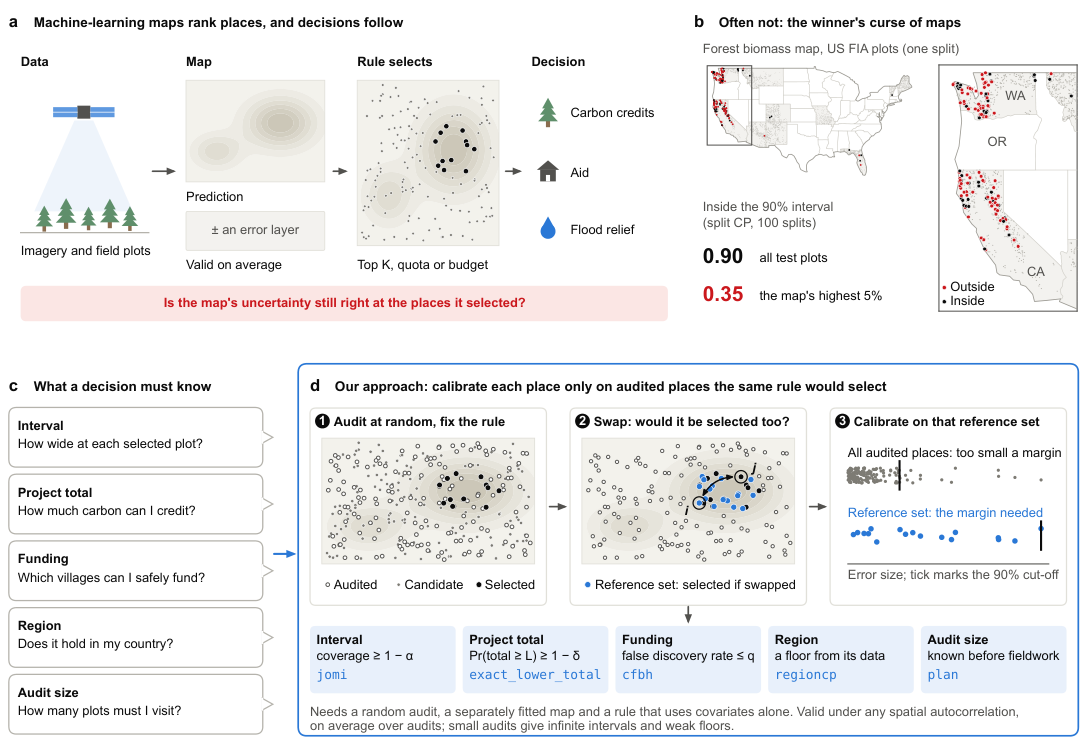 a Machine-learning maps rank places, and decisions follow
Data
Map
Rule selects
Decision
Imagery and field plots
Prediction
± an error layer
Valid on average
Top K, quota or budget
Carbon credits
Aid
Flood relief
Is the map's uncertainty still right at the places it selected?
b Often not: the winner's curse of maps
Forest biomass map, US FIA plots (one split)
Inside the 90% interval
(split CP, 100 splits)
0.90 all test plots
0.35 the map's highest 5%
WA
OR
CA
Outside
Inside
c What a decision must know
Interval
How wide at each selected plot?
Project total
How much carbon can I credit?
Funding
Which villages can I safely fund?
Region
Does it hold in my country?
Audit size
How many plots must I visit?
d Our approach: calibrate each place only on audited places the same rule would select
1 Audit at random, fix the rule
Audited
Candidate
Selected
2 Swap: would it be selected too?
j
i
Reference set: selected if swapped
3 Calibrate on that reference set
All audited places: too small a margin
Reference set: the margin needed
Error size; tick marks the 90% cut-off
Interval
coverage ≥ 1 − α
jomi
Project total
Pr(total ≥ L) ≥ 1 − δ
exact_lower_total
Funding
false discovery rate ≤ q
cfbh
Region
a floor from its data
regioncp
Audit size
known before fieldwork
plan
Needs a random audit, a separately fitted map and a rule that uses covariates alone. Valid under any spatial autocorrelation,
on average over audits; small audits give infinite intervals and weak floors.